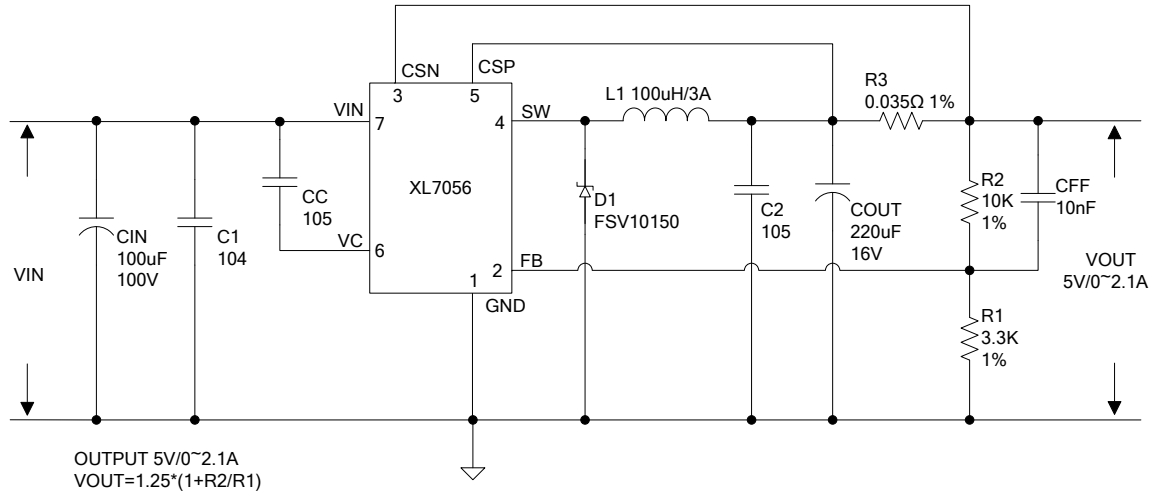 CSN
CSP
3
5
VIN
7
4
SW
L1 100uH/3A
R3
0.035Ω 1%
XL7056
CC
105
VC
6
CIN
100uF
100V
C1
104
VIN
D1
FSV10150
C2
105
COUT
220uF
16V
R2
10K
1%
CFF
10nF
2
FB
1
GND
VOUT
5V/0~2.1A
R1
3.3K
1%
OUTPUT 5V/0~2.1A
VOUT=1.25*(1+R2/R1)